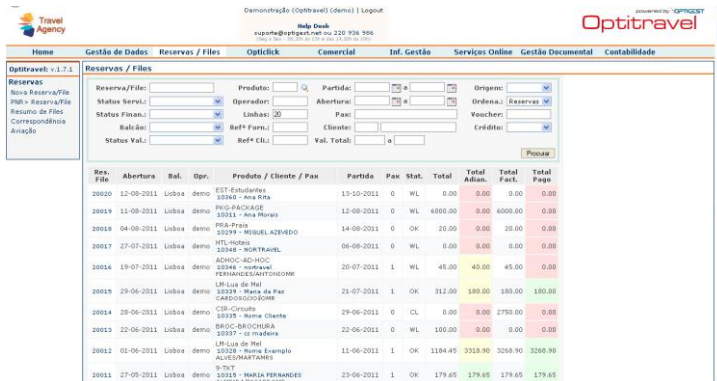 Travel
Agency
Demonstração (Optitravel) (demo) | Logout
Help Desk
suporte@optigest.net ou 220 936 986
powered by OPTIGEST
Optitravel
Home Gestão de Dados Reservas / Files Opticlick Comercial Inf. Gestão Serviços Online Gestão Documental Contabilidade
Optitravel: v.1.7.1
Reservas
Nova Reserva/File
PNR> Reserva/File
Resumo de Files
Correspondência
Aviação
Reservas / Files
Reserva/File: Produto: Partida: a Origem:
Status Servi.: Operador: Abertura: a Ordena.: Reservas
Status Finan.: Linhas: 20 Pax: Voucher:
Balcão: Refª Forn.: Cliente: Crédito:
Status Val.: Refª Cli.: Val. Total: a
Procurar
Res. File Abertura Bal. Opr. Produto / Cliente / Pax Partida Pax Stat. Total Total Adian. Total Fact. Total Pago
20020 12-08-2011 Lisboa demo EST-Estudantes 13-10-2011 0 WL 0.00 0.00 0.00 0.00
10360 - Ana Rita
20019 11-08-2011 Lisboa demo PKG-PACKAGE 12-08-2011 0 WL 6000.00 0.00 6000.00 0.00
10311 - Ana Morais
20018 04-08-2011 Lisboa demo PRA-Praia 14-08-2011 0 OK 20.00 0.00 20.00 0.00
10299 - MIGUEL AZEVEDO
20017 27-07-2011 Lisboa demo HTL-Hoteis 06-08-2011 0 WL 0.00 0.00 0.00 0.00
10348 - NORTRAVEL
20016 19-07-2011 Lisboa demo ADHOC-AD-HOC 20-07-2011 1 WL 45.00 40.00 45.00 0.00
10346 - nortravel
FERNANDES/ANTONIOMR
20015 29-06-2011 Lisboa demo LM-Lua de Mel 21-07-2011 1 OK 312.00 180.00 180.00 180.00
10339 - Maria da Paz
CARDOSO/JOÃOMR
20014 28-06-2011 Lisboa demo CIR-Circuito 29-06-2011 0 CL 0.00 0.00 2750.00 0.00
10335 - Nome Cliente
20013 22-06-2011 Lisboa demo BROC-BROCHURA 22-06-2011 0 WL 100.00 0.00 0.00 0.00
10337 - cr madeira
20012 01-06-2011 Lisboa demo LM-Lua de Mel 11-06-2011 1 OK 1184.45 3318.90 3268.90 3268.90
10328 - Nome Exemplo
ALVES/MARTAMRS
20011 27-05-2011 Lisboa demo 9-TKT 23-06-2011 1 OK 179.65 179.65 179.65 179.65
10315 - MARIA FERNANDES